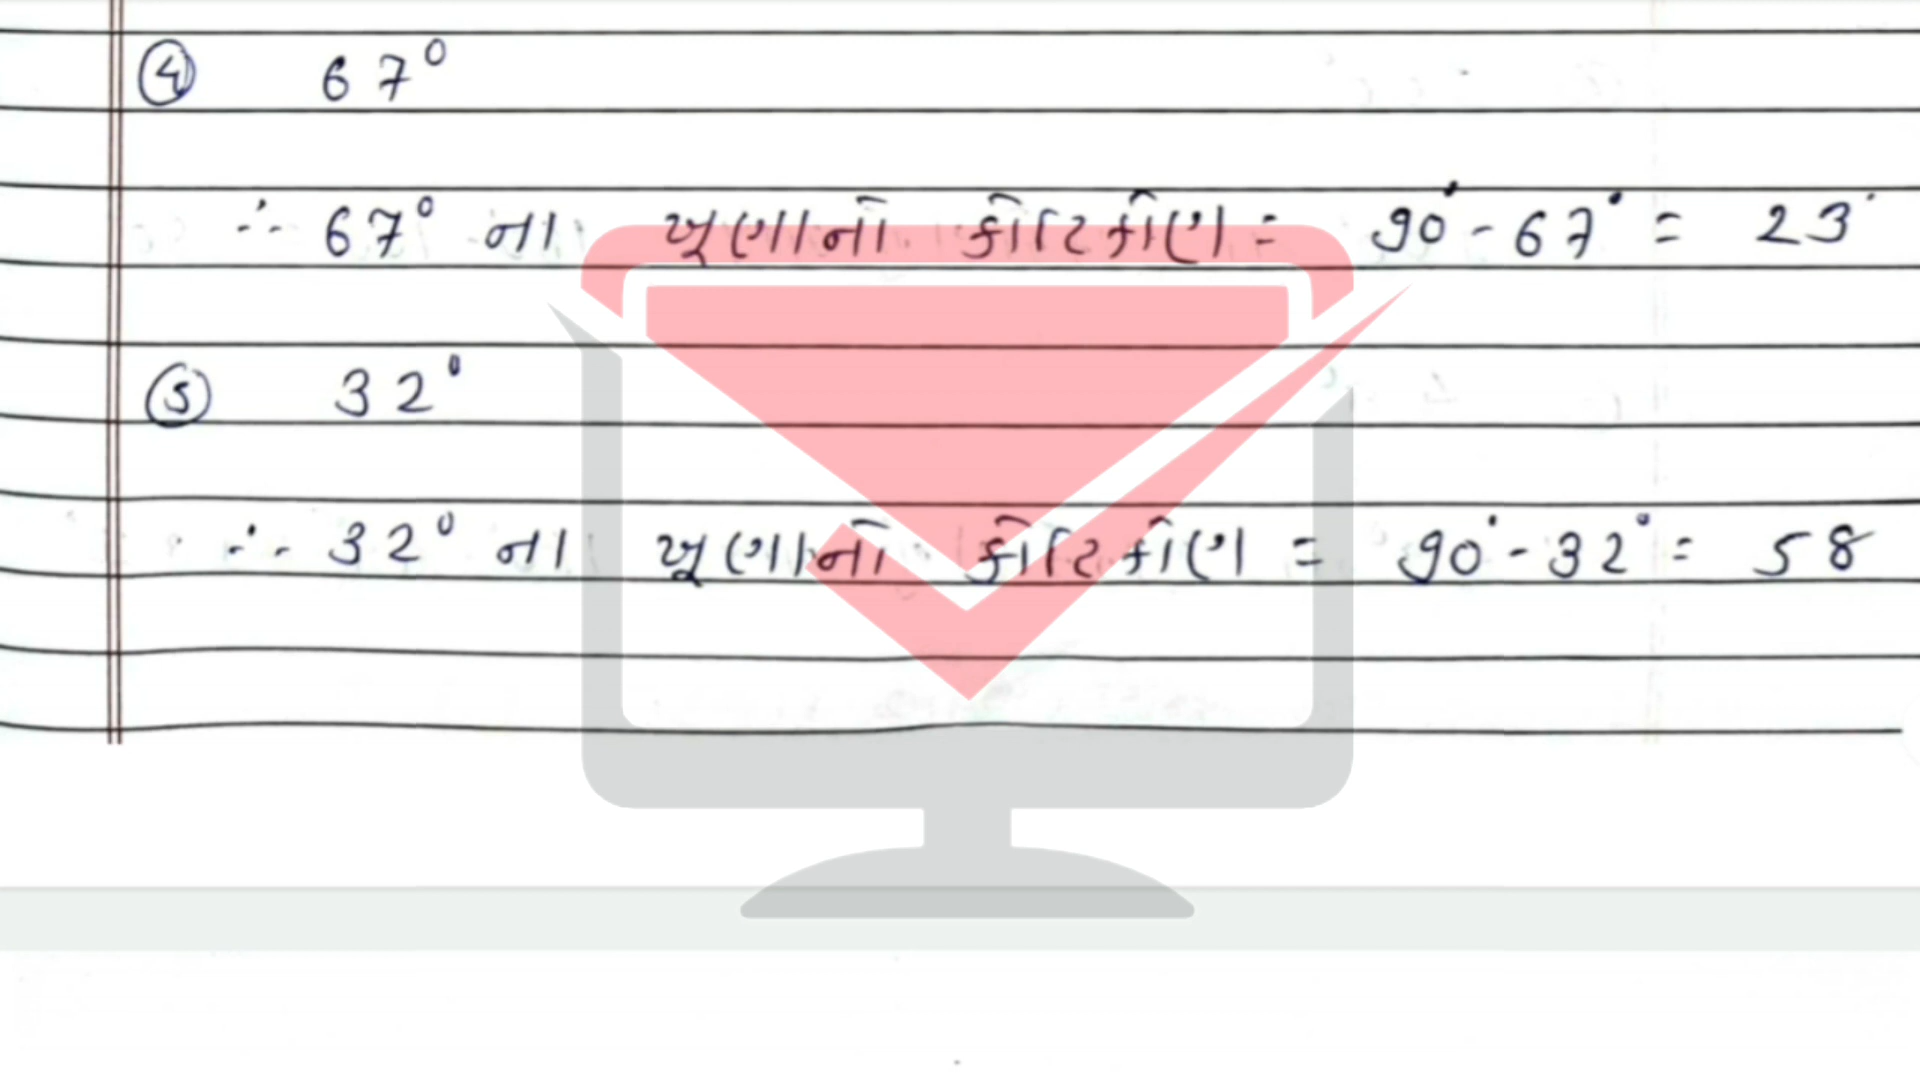 ④ 67°
∴ 67° ના ખૂણાનો કોટિકોણ = 90° - 67° = 23°
⑤ 32°
∴ 32° ના ખૂણાનો કોટિકોણ = 90° - 32° = 58